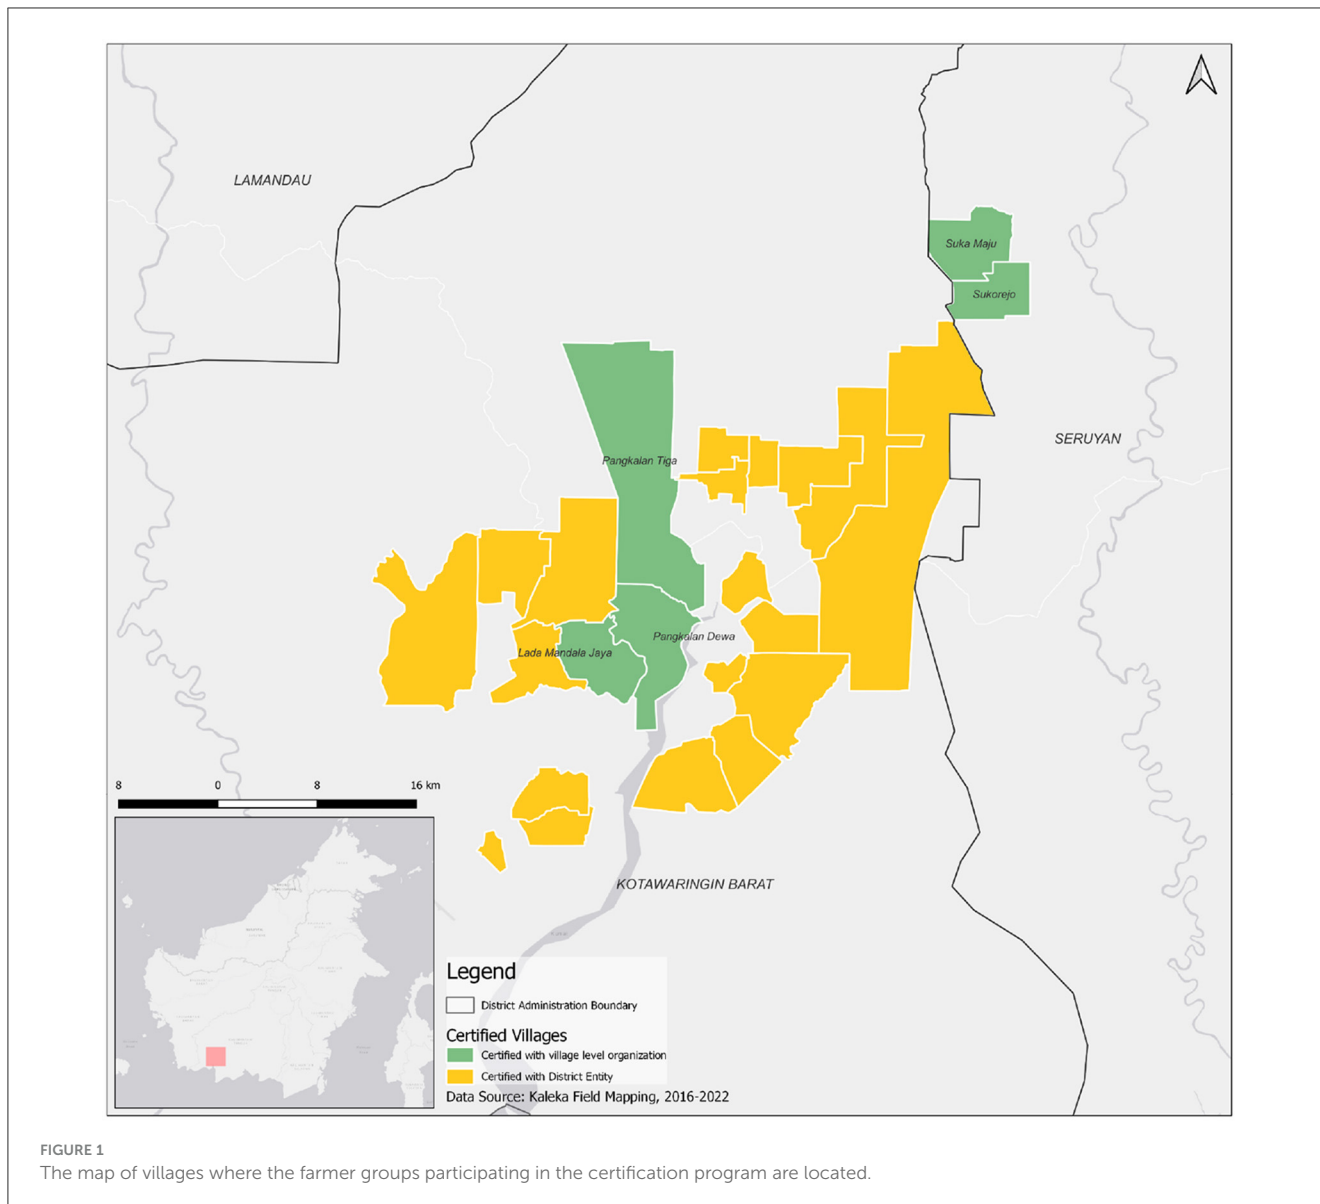 LAMANDAU
Suka Maju
Sukorejo
SERUYAN
Pangkalan Tiga
Pangkalan Dewa
Lada Mandala Jaya
8 0 8 16 km
KOTAWARINGIN BARAT
Legend
District Administration Boundary
Certified Villages
Certified with village level organization
Certified with District Entity
Data Source: Kaleka Field Mapping, 2016-2022
FIGURE 1
The map of villages where the farmer groups participating in the certification program are located.